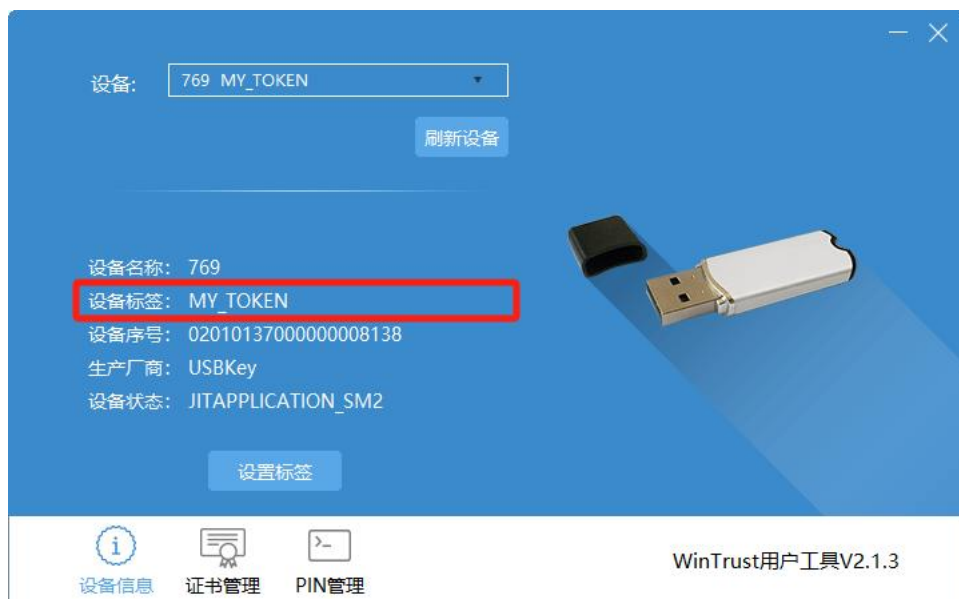 设备: 769 MY_TOKEN
刷新设备
设备名称: 769
设备标签: MY_TOKEN
设备序号: 02010137000000008138
生产厂商: USBKey
设备状态: JITAPPLICATION_SM2
设置标签
设备信息 证书管理 PIN管理 WinTrust用户工具V2.1.3